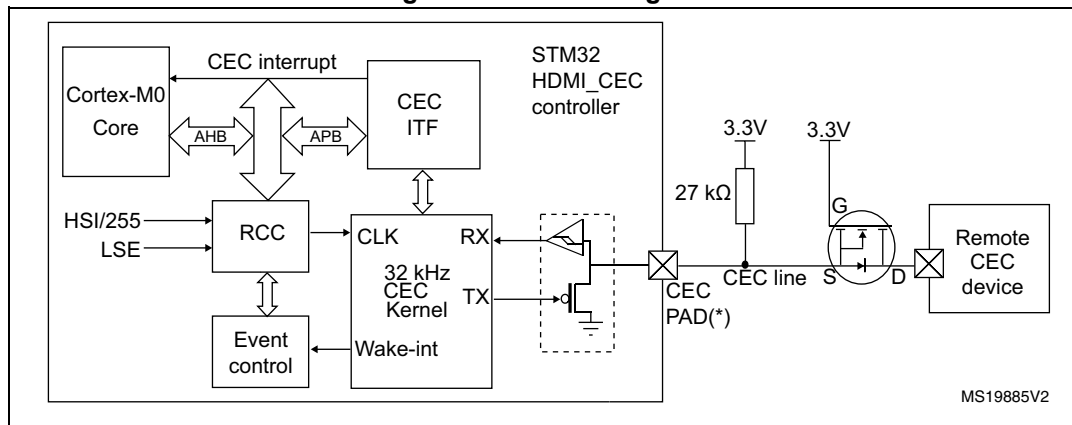 CEC interrupt
STM32
HDMI_CEC
controller
Cortex-M0
Core
CEC
ITF
AHB
APB
3.3V
3.3V
27 kΩ
G
HSI/255
LSE
RCC
CLK
RX
32 kHz
CEC
Kernel
TX
CEC
PAD(*)
CEC line
S
D
Remote
CEC
device
Event
control
Wake-int
MS19885V2